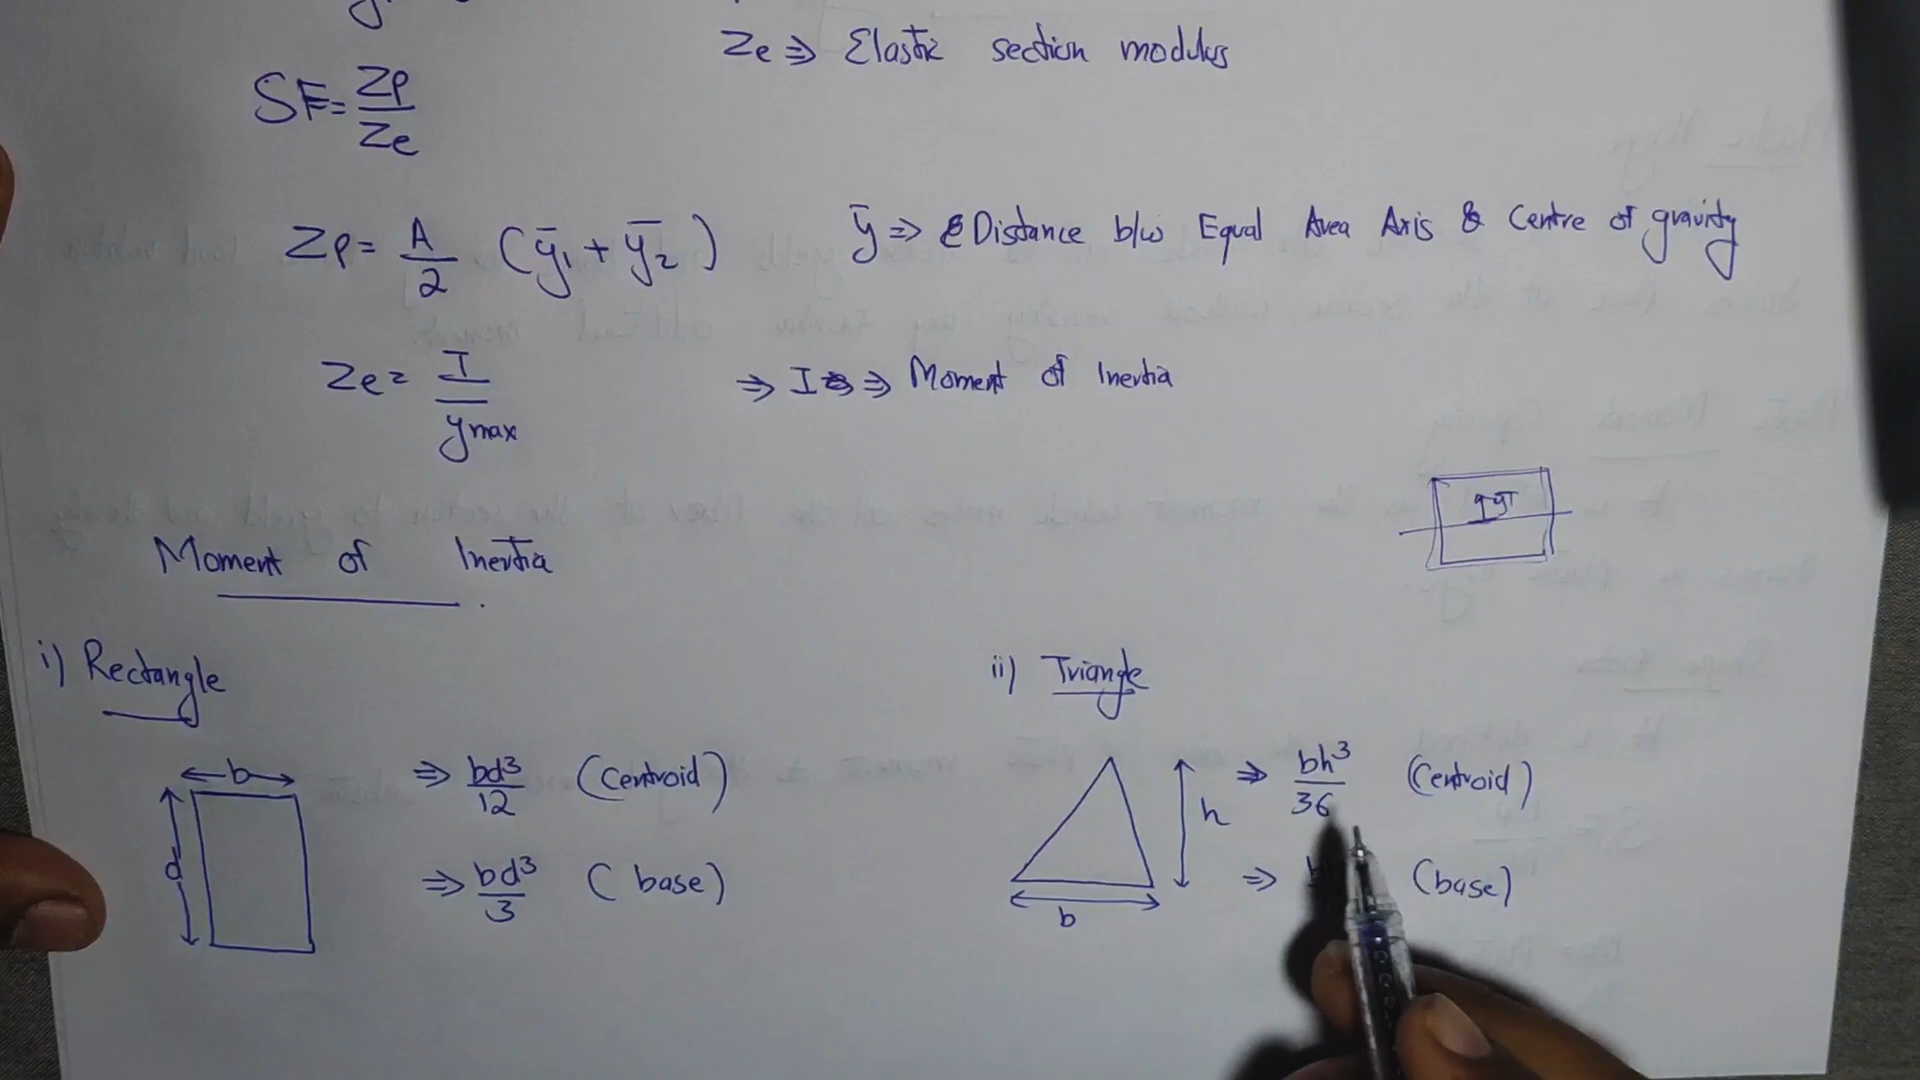 Ze ⇒ Elastic section modulus
SF = Zp/Ze
Zp = A/2 (ȳ1 + ȳ2)
ȳ ⇒ Distance b/w Equal Area Axis & Centre of gravity
Ze = I/ymax
⇒ I ⇒ Moment of Inertia
Moment of Inertia
i) Rectangle
b
d
⇒ bd³/12 (Centroid)
⇒ bd³/3 (base)
ii) Triangle
h
b
⇒ bh³/36 (Centroid)
⇒ (base)